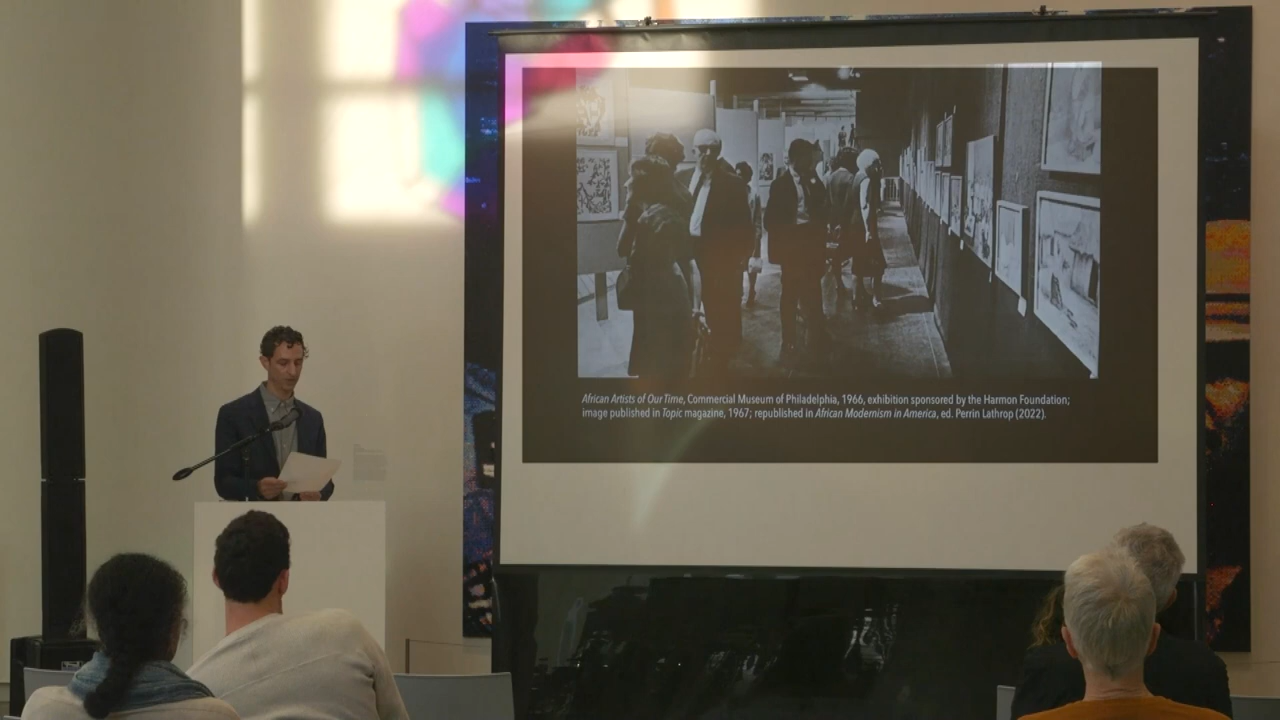 African Artists of Our Time, Commercial Museum of Philadelphia, 1966, exhibition sponsored by the Harmon Foundation;
image published in Topic magazine, 1967; republished in African Modernism in America, ed. Perrin Lathrop (2022).